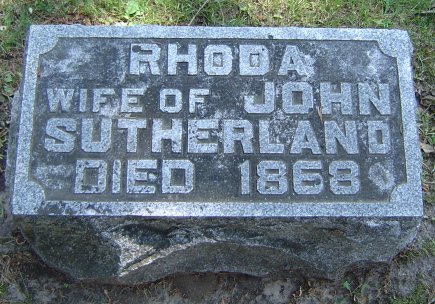 RHODA
WIFE OF JOHN
SUTHERLAND
DIED 1868